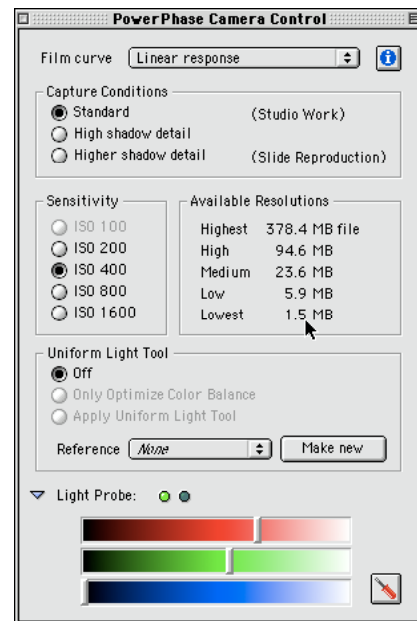 PowerPhase Camera Control
Film curve Linear response
Capture Conditions
Standard (Studio Work)
High shadow detail
Higher shadow detail (Slide Reproduction)
Sensitivity
ISO 100
ISO 200
ISO 400
ISO 800
ISO 1600
Available Resolutions
Highest 378.4 MB file
High 94.6 MB
Medium 23.6 MB
Low 5.9 MB
Lowest 1.5 MB
Uniform Light Tool
Off
Only Optimize Color Balance
Apply Uniform Light Tool
Reference None Make new
Light Probe: